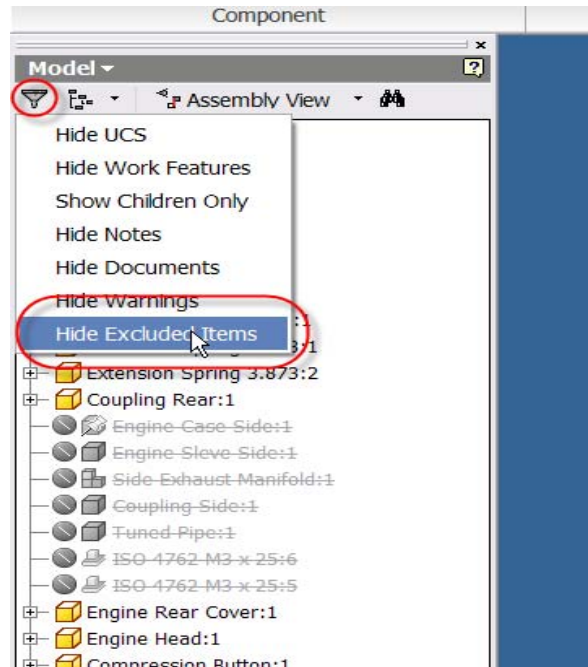 Component
Model
Assembly View
Hide UCS
Hide Work Features
Show Children Only
Hide Notes
Hide Documents
Hide Warnings
Hide Excluded Items
:1
3:1
Extension Spring 3.873:2
Coupling Rear:1
Engine Case Side:1
Engine Sleve Side:1
Side Exhaust Manifold:1
Coupling Side:1
Tuned Pipe:1
ISO 4762 M3 x 25:6
ISO 4762 M3 x 25:5
Engine Rear Cover:1
Engine Head:1
Compression Button:1